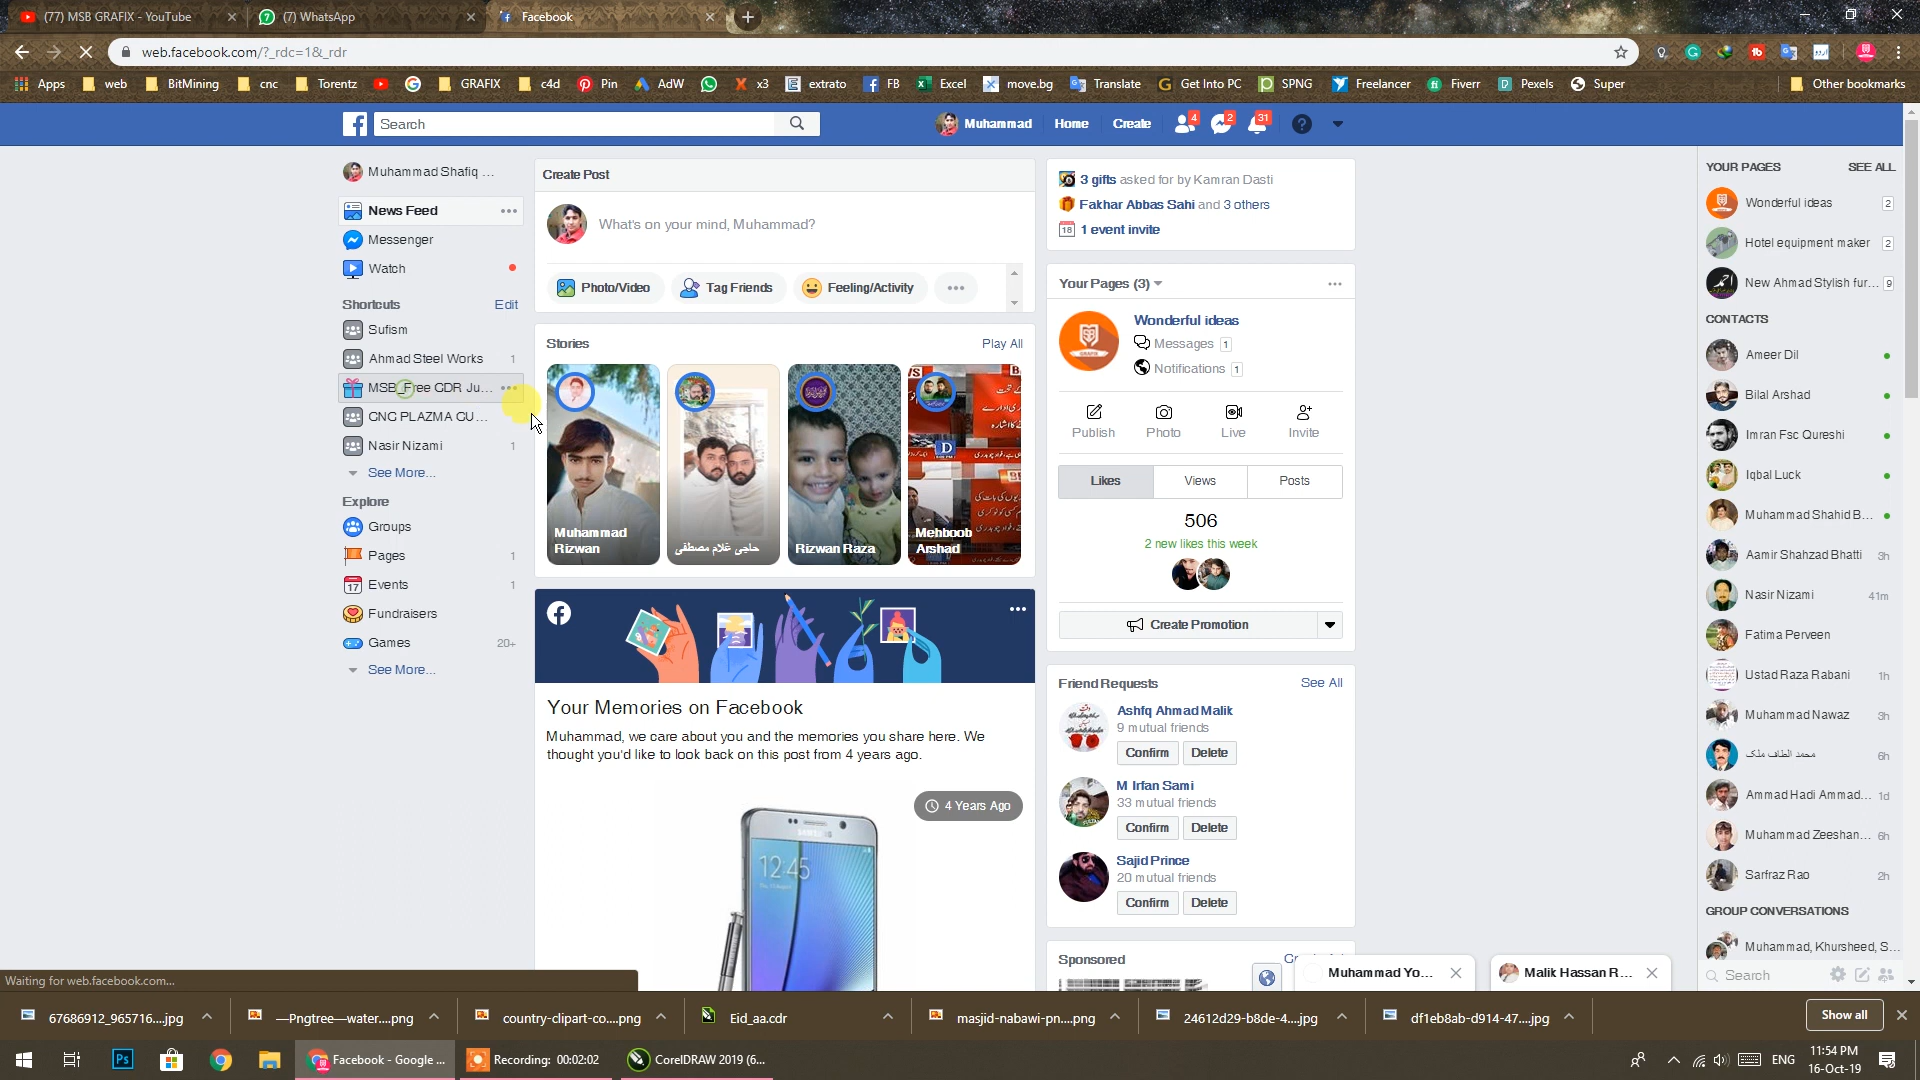 (77) MSB GRAFIX - YouTube
(7) WhatsApp
Facebook
web.facebook.com/?_rdc=1&_rdr
Apps
web
BitMining
cnc
Torentz
GRAFIX
c4d
Pin
AdW
x3
extrato
FB
Excel
move.bg
Translate
Get Into PC
SPNG
Freelancer
Fiverr
Pexels
Super
Other bookmarks
Search
Muhammad
Home
Create
4
2
31
Muhammad Shafiq ...
News Feed
Messenger
Watch
Shortcuts
Edit
Sufism
Ahmad Steel Works 1
MSB_Free CDR Ju...
CNC PLAZMA CU...
Nasir Nizami 1
See More...
Explore
Groups
Pages 1
Events 1
Fundraisers
Games 20+
See More...
Create Post
What's on your mind, Muhammad?
Photo/Video
Tag Friends
Feeling/Activity
Stories
Play All
Muhammad
Rizwan
حاجی غلام مصطفی
Rizwan Raza
Mehboob
Arshad
Your Memories on Facebook
Muhammad, we care about you and the memories you share here. We
thought you'd like to look back on this post from 4 years ago.
4 Years Ago
SAMSUNG
12:45
3 gifts asked for by Kamran Dasti
Fakhar Abbas Sahi and 3 others
18
1 event invite
Your Pages (3)
Wonderful ideas
Messages 1
Notifications 1
GRAFIX
Publish
Photo
Live
Invite
Likes
Views
Posts
506
2 new likes this week
Create Promotion
Friend Requests
See All
Ashfq Ahmad Malik
9 mutual friends
Confirm
Delete
M Irfan Sami
33 mutual friends
Confirm
Delete
Sajid Prince
20 mutual friends
Confirm
Delete
Sponsored
YOUR PAGES
SEE ALL
Wonderful ideas 2
Hotel equipment maker 2
New Ahmad Stylish fur... 9
CONTACTS
Ameer Dil
Bilal Arshad
Imran Fsc Qureshi
Iqbal Luck
Muhammad Shahid B...
Aamir Shahzad Bhatti 3h
Nasir Nizami 41m
Fatima Perveen
Ustad Raza Rabani 1h
Muhammad Nawaz 3h
محمد الطاف ملک 6h
Ammad Hadi Ammad... 1d
Muhammad Zeeshan... 6h
Sarfraz Rao 2h
GROUP CONVERSATIONS
Muhammad, Khursheed, S...
Search
Muhammad Yo...
Malik Hassan R...
Waiting for web.facebook.com...
67686912_965716....jpg
—Pngtree—water....png
country-clipart-co....png
Eid_aa.cdr
masjid-nabawi-pn....png
24612d29-b8de-4....jpg
df1eb8ab-d914-47....jpg
Show all
Facebook - Google ...
Recording: 00:02:02
CorelDRAW 2019 (6...
ENG
11:54 PM
16-Oct-19